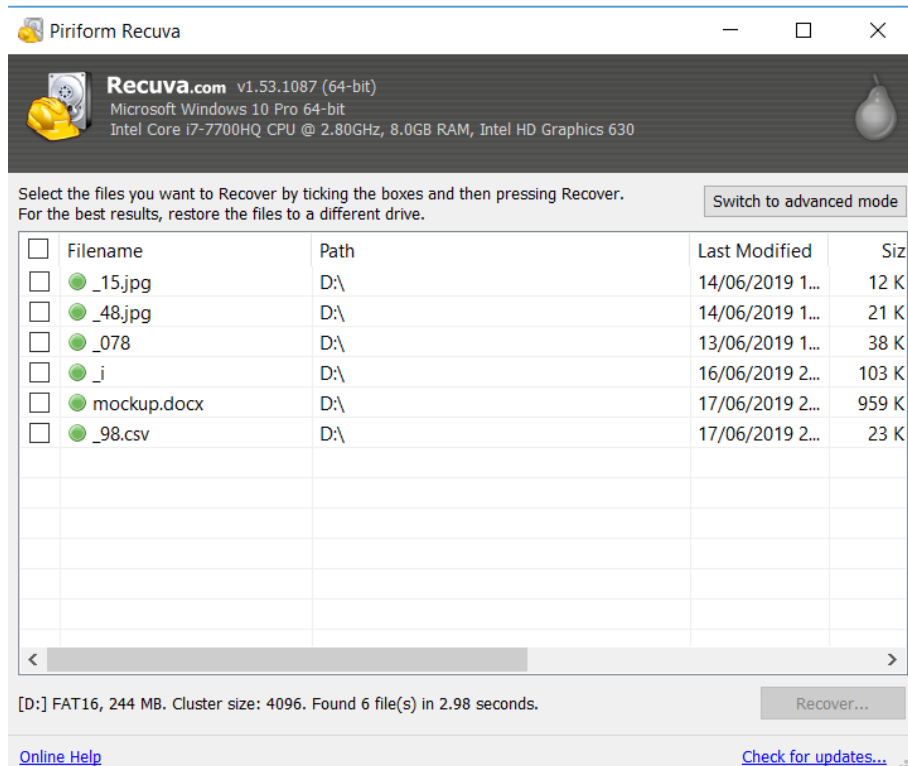 Piriform Recuva
Recuva.com v1.53.1087 (64-bit)
Microsoft Windows 10 Pro 64-bit
Intel Core i7-7700HQ CPU @ 2.80GHz, 8.0GB RAM, Intel HD Graphics 630
Select the files you want to Recover by ticking the boxes and then pressing Recover.
For the best results, restore the files to a different drive.
Switch to advanced mode
Filename Path Last Modified Siz
_15.jpg D:\ 14/06/2019 1... 12 K
_48.jpg D:\ 14/06/2019 1... 21 K
_078 D:\ 13/06/2019 1... 38 K
_i D:\ 16/06/2019 2... 103 K
mockup.docx D:\ 17/06/2019 2... 959 K
_98.csv D:\ 17/06/2019 2... 23 K
[D:] FAT16, 244 MB. Cluster size: 4096. Found 6 file(s) in 2.98 seconds.
Recover...
Online Help
Check for updates...